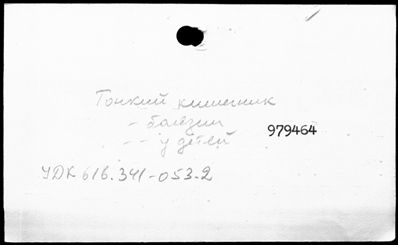 Тонкий кишечник
- болезни
- - у детей
979464
УДК 616.341-053.2